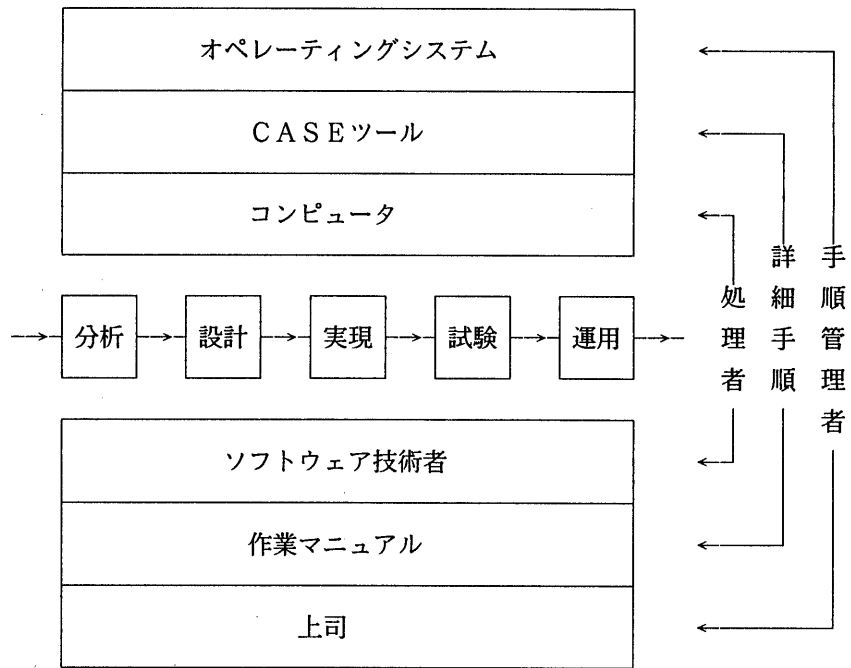 オペレーティングシステム
CASEツール
コンピュータ
分析
設計
実現
試験
運用
処理者
詳細手順
手順管理者
ソフトウェア技術者
作業マニュアル
上司